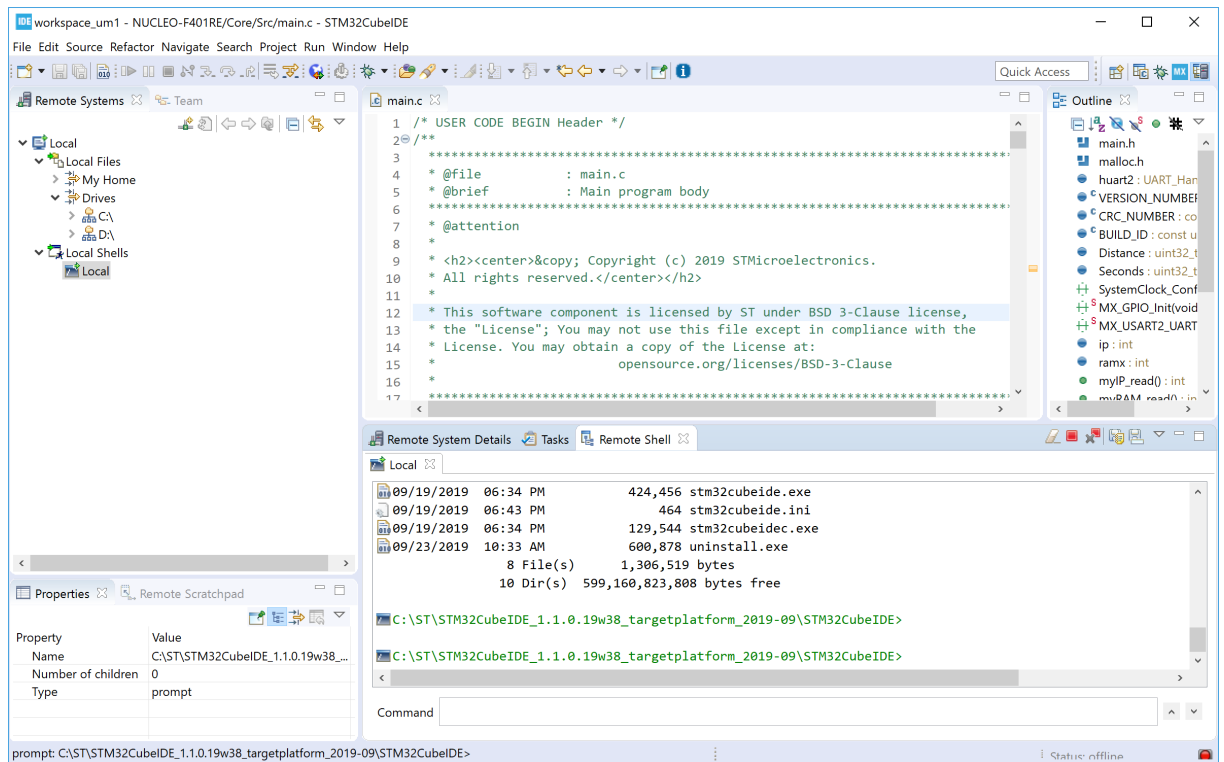 IDE workspace_um1 - NUCLEO-F401RE/Core/Src/main.c - STM32CubeIDE
File Edit Source Refactor Navigate Search Project Run Window Help
Quick Access
MX
Remote Systems
Team
Local
Local Files
My Home
Drives
C:\
D:\
Local Shells
Local
main.c
1 /* USER CODE BEGIN Header */
2 /**
3 ******************************************************************************
4 * @file : main.c
5 * @brief : Main program body
6 ******************************************************************************
7 * @attention
8 *
9 * <h2><center>&copy; Copyright (c) 2019 STMicroelectronics.
10 * All rights reserved.</center></h2>
11 *
12 * This software component is licensed by ST under BSD 3-Clause license,
13 * the "License"; You may not use this file except in compliance with the
14 * License. You may obtain a copy of the License at:
15 * opensource.org/licenses/BSD-3-Clause
16 *
17 ******************************************************************************
Outline
main.h
malloc.h
huart2 : UART_Han
VERSION_NUMBER
CRC_NUMBER : co
BUILD_ID : const u
Distance : uint32_t
Seconds : uint32_t
SystemClock_Conf
MX_GPIO_Init(void
MX_USART2_UART
ip : int
ramx : int
myIP_read() : int
myRAM_read() : in
Properties
Remote Scratchpad
Property Value
Name C:\ST\STM32CubeIDE_1.1.0.19w38_...
Number of children 0
Type prompt
Remote System Details
Tasks
Remote Shell
Local
09/19/2019 06:34 PM 424,456 stm32cubeide.exe
09/19/2019 06:43 PM 464 stm32cubeide.ini
09/19/2019 06:34 PM 129,544 stm32cubeidec.exe
09/23/2019 10:33 AM 600,878 uninstall.exe
8 File(s) 1,306,519 bytes
10 Dir(s) 599,160,823,808 bytes free
C:\ST\STM32CubeIDE_1.1.0.19w38_targetplatform_2019-09\STM32CubeIDE>
C:\ST\STM32CubeIDE_1.1.0.19w38_targetplatform_2019-09\STM32CubeIDE>
Command
prompt: C:\ST\STM32CubeIDE_1.1.0.19w38_targetplatform_2019-09\STM32CubeIDE>
Status: offline